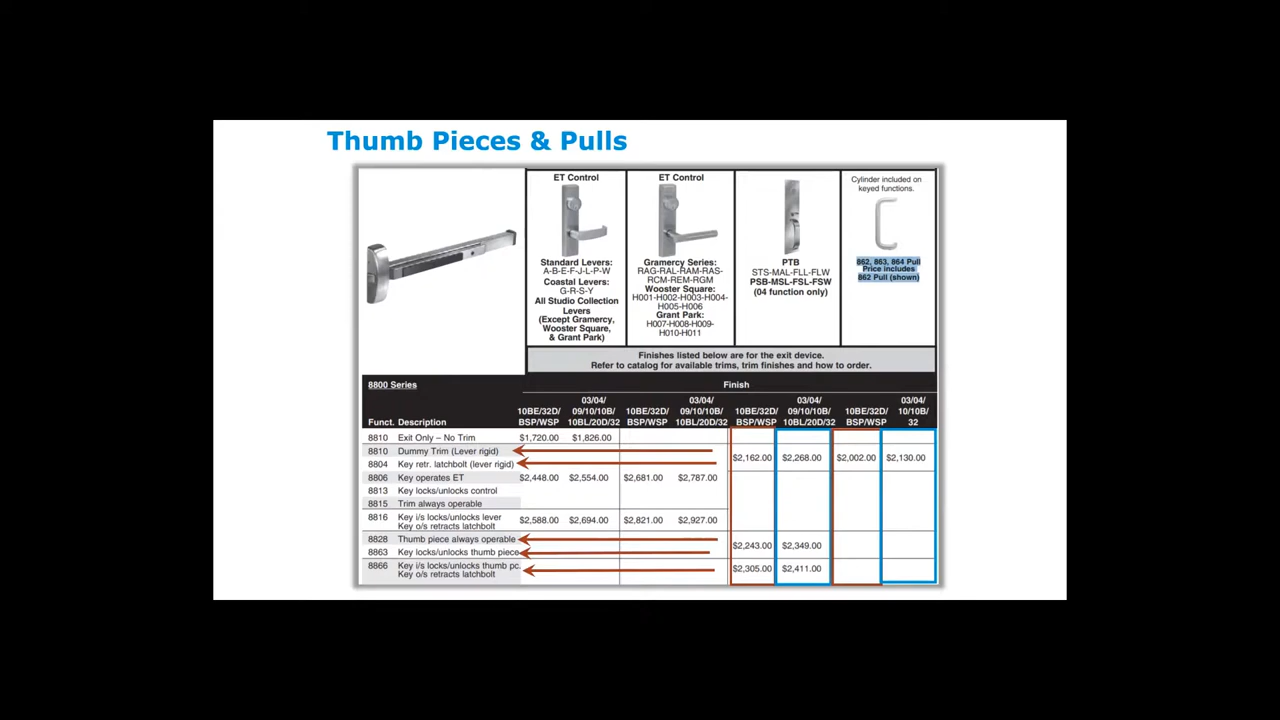 Thumb Pieces & Pulls
ET Control
Standard Levers:
A-B-E-F-J-L-P-W
Coastal Levers:
G-R-S-Y
All Studio Collection
Levers
(Except Gramercy,
Wooster Square,
& Grant Park)
ET Control
Gramercy Series:
RAG-RAL-RAM-RAS-
RCM-REM-RGM
Wooster Square:
H001-H002-H003-H004-
H005-H006
Grant Park:
H007-H008-H009-
H010-H011
PTB
STS-MAL-FLL-FLW
PSB-MSL-FSL-FSW
(04 function only)
Cylinder included on
keyed functions.
862, 863, 864 Pull
Price includes
862 Pull (shown)
Finishes listed below are for the exit device.
Refer to catalog for available trims, trim finishes and how to order.
8800 Series Finish
Funct. Description
10BE/32D/
BSP/WSP
03/04/
09/10/10B/
10BL/20D/32
10BE/32D/
BSP/WSP
03/04/
09/10/10B/
10BL/20D/32
10BE/32D/
BSP/WSP
03/04/
09/10/10B/
10BL/20D/32
10BE/32D/
BSP/WSP
03/04/
10/10B/
32
8810 Exit Only – No Trim $1,720.00 $1,826.00
8810 Dummy Trim (Lever rigid)
$2,162.00 $2,268.00 $2,002.00 $2,130.00
8804 Key retr. latchbolt (lever rigid)
8806 Key operates ET $2,448.00 $2,554.00 $2,681.00 $2,787.00
8813 Key locks/unlocks control
8815 Trim always operable
8816 Key i/s locks/unlocks lever
Key o/s retracts latchbolt
$2,588.00 $2,694.00 $2,821.00 $2,927.00
8828 Thumb piece always operable
$2,243.00 $2,349.00
8863 Key locks/unlocks thumb piece
8866 Key i/s locks/unlocks thumb pc.
Key o/s retracts latchbolt
$2,305.00 $2,411.00